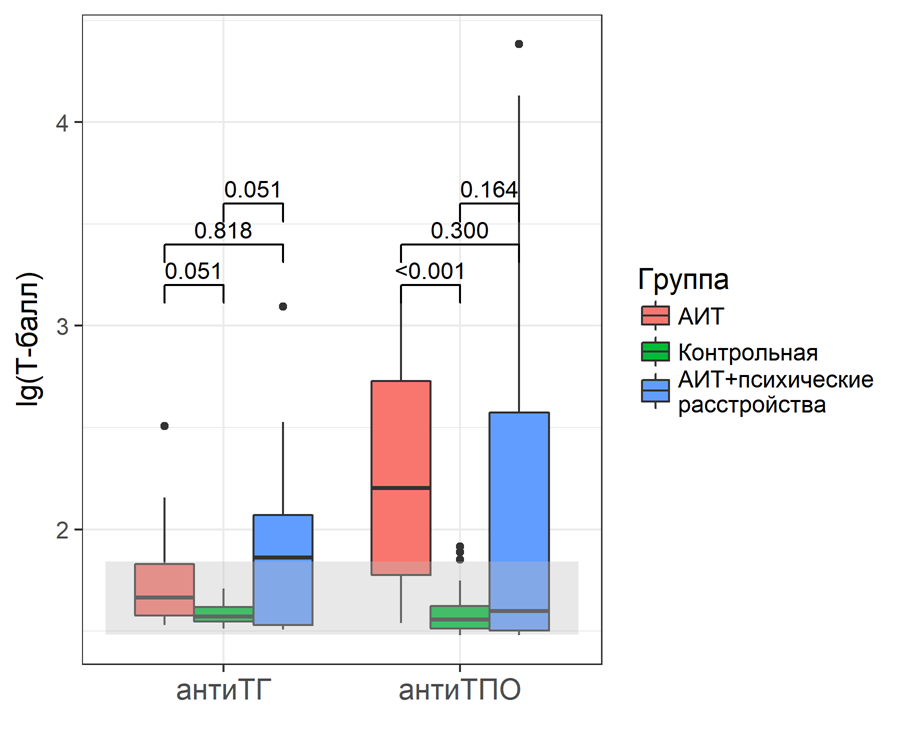 lg(Т-балл)
4
3
2
0.051
0.818
0.051
0.164
0.300
<0.001
антиТГ
антиТПО
Группа
АИТ
Контрольная
АИТ+психические
расстройства